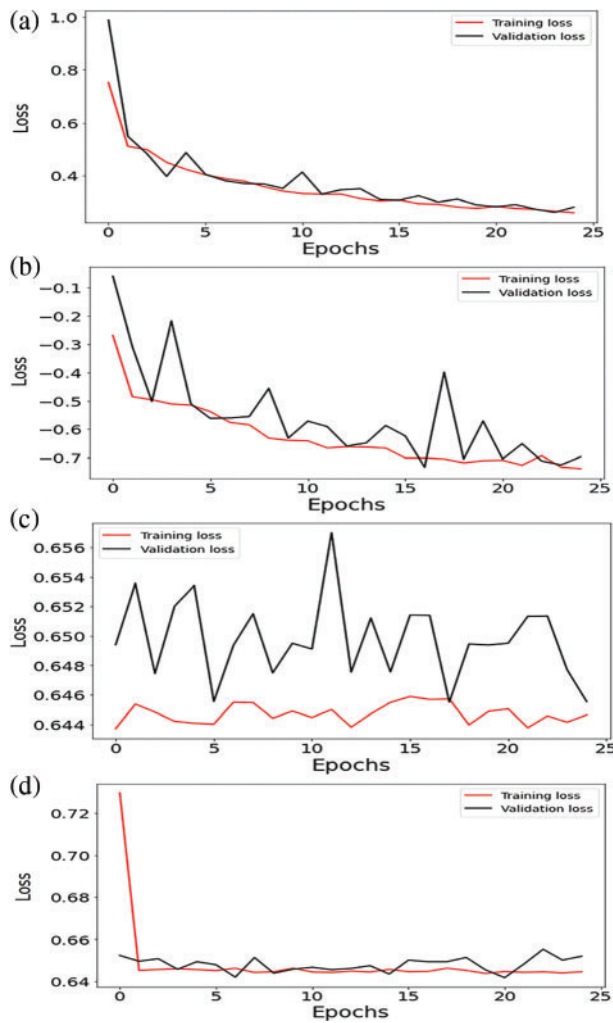 (a)
1.0
0.8
0.6
0.4
Loss
Training loss
Validation loss
0 5 10 15 20 25
Epochs
(b)
−0.1
−0.2
−0.3
−0.4
−0.5
−0.6
−0.7
Loss
Training loss
Validation loss
0 5 10 15 20 25
Epochs
(c)
0.656
0.654
0.652
0.650
0.648
0.646
0.644
Loss
Training loss
Validation loss
0 5 10 15 20 25
Epochs
(d)
0.72
0.70
0.68
0.66
0.64
Loss
Training loss
Validation loss
0 5 10 15 20 25
Epochs